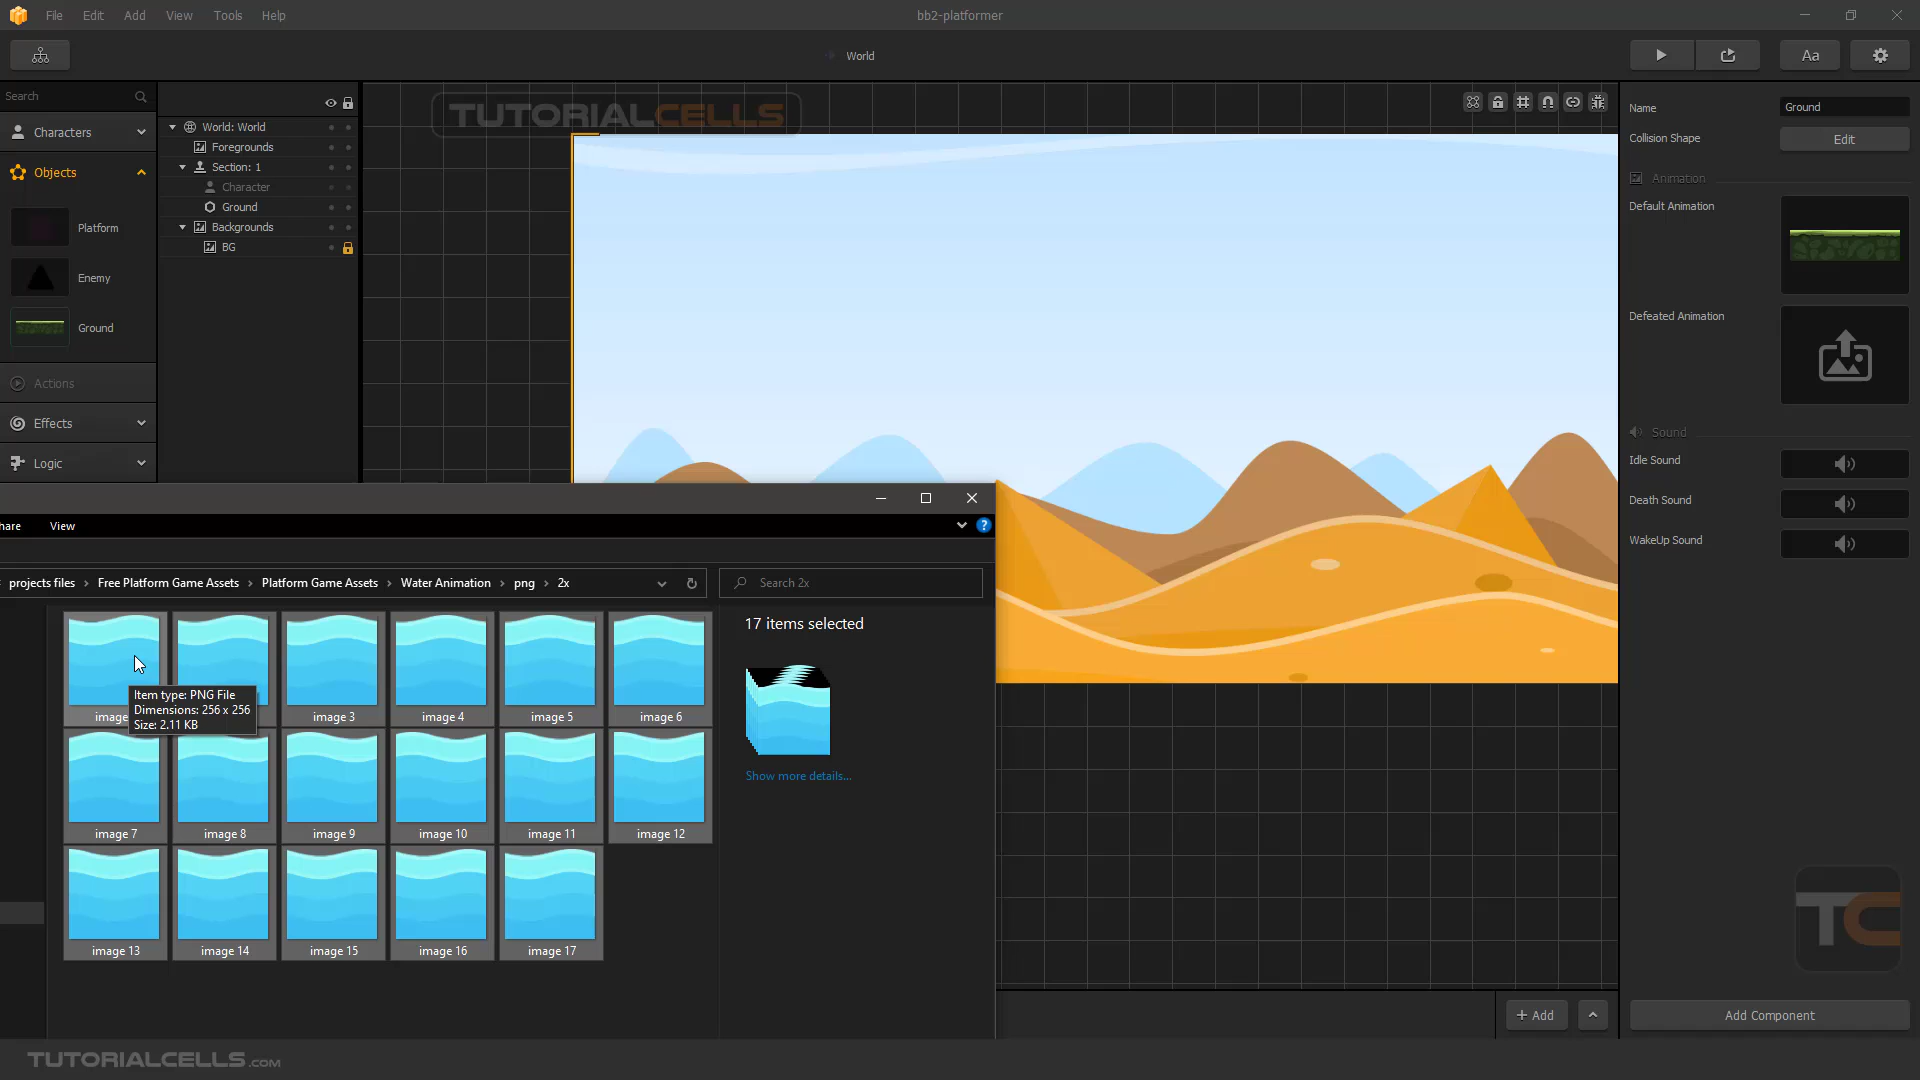 File Edit Add View Tools Help
bb2-platformer
World
Aa
Search
Characters
Objects
Platform
Enemy
Ground
Actions
Effects
Logic
World: World
Foregrounds
Section: 1
Character
Ground
Backgrounds
BG
TUTORIALCELLS
Name
Ground
Collision Shape
Edit
Animation
Default Animation
Defeated Animation
Sound
Idle Sound
Death Sound
WakeUp Sound
hare View
projects files › Free Platform Game Assets › Platform Game Assets › Water Animation › png › 2x
Search 2x
17 items selected
Show more details...
Item type: PNG File
Dimensions: 256 x 256
Size: 2.11 KB
image
image 3
image 4
image 5
image 6
image 7
image 8
image 9
image 10
image 11
image 12
image 13
image 14
image 15
image 16
image 17
TC
+ Add
Add Component
TUTORIALCELLS.COM